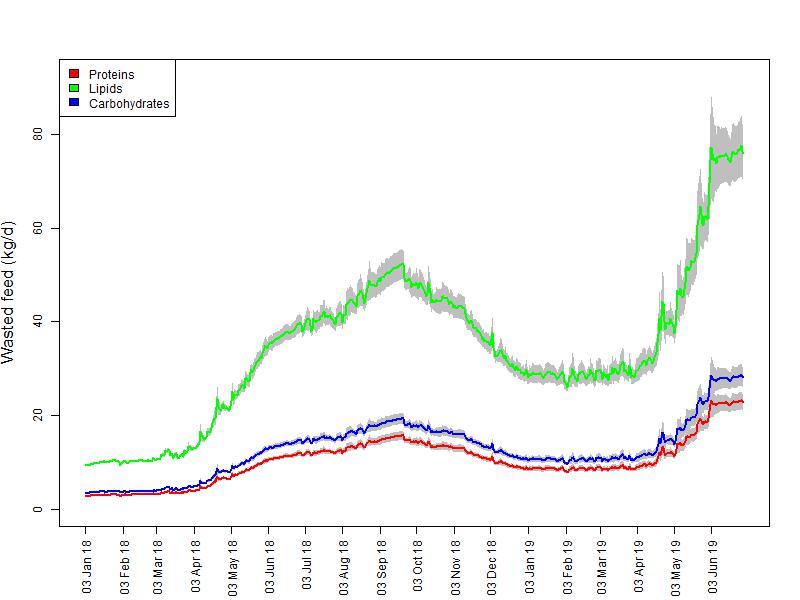 Proteins
Lipids
Carbohydrates
Wasted feed (kg/d)
80
60
40
20
0
03 Jan 18
03 Feb 18
03 Mar 18
03 Apr 18
03 May 18
03 Jun 18
03 Jul 18
03 Aug 18
03 Sep 18
03 Oct 18
03 Nov 18
03 Dec 18
03 Jan 19
03 Feb 19
03 Mar 19
03 Apr 19
03 May 19
03 Jun 19